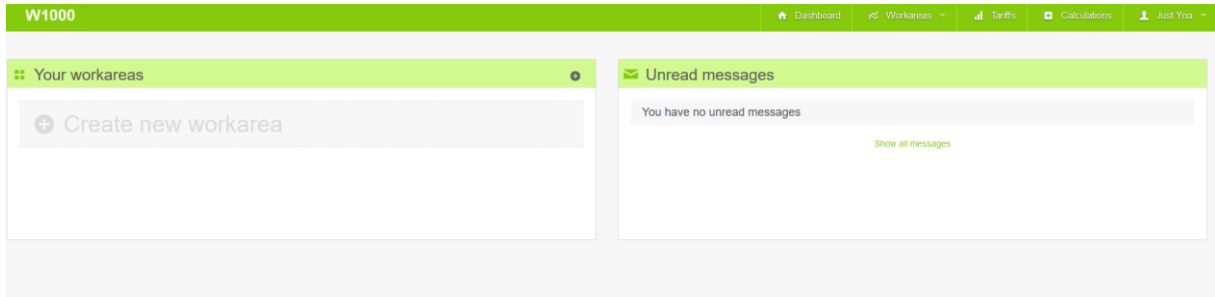 W1000
Dashboard Workareas Tariffs Calculations Just Yna
Your workareas
Create new workarea
Unread messages
You have no unread messages
Show all messages